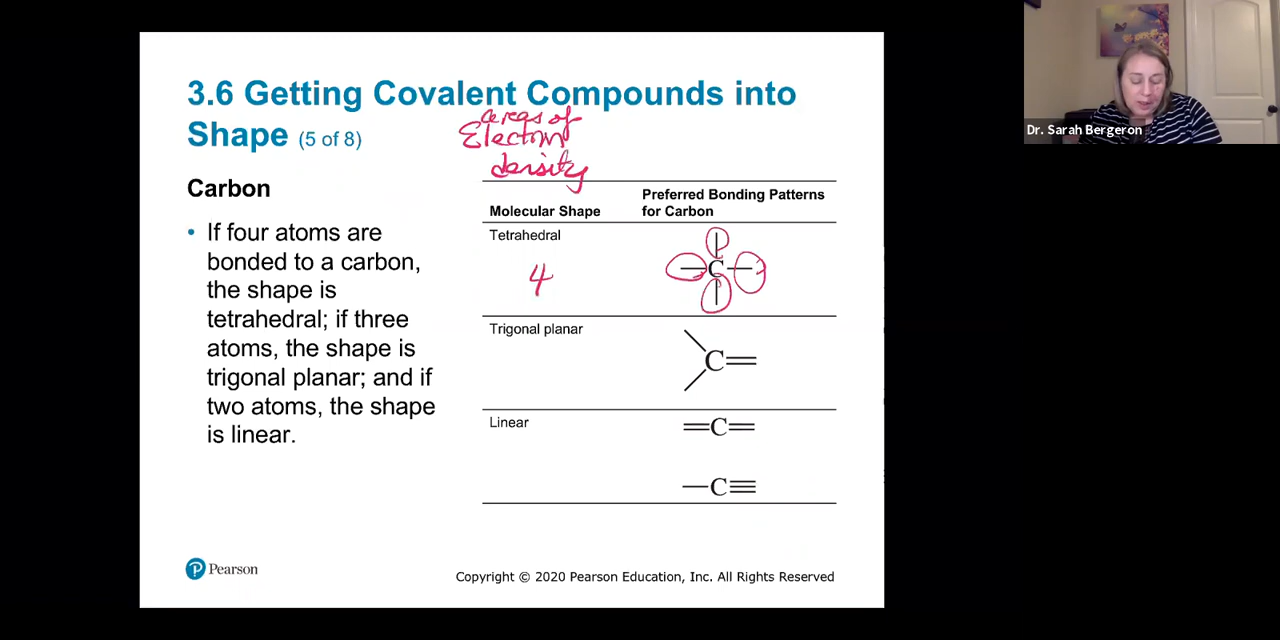 3.6 Getting Covalent Compounds into
Shape (5 of 8)
areas of
Electron
density
Carbon
• If four atoms are
bonded to a carbon,
the shape is
tetrahedral; if three
atoms, the shape is
trigonal planar; and if
two atoms, the shape
is linear.
Molecular Shape
Preferred Bonding Patterns
for Carbon
Tetrahedral
4
C
Trigonal planar
C
Linear
C
C
Pearson
Copyright © 2020 Pearson Education, Inc. All Rights Reserved
Dr. Sarah Bergeron